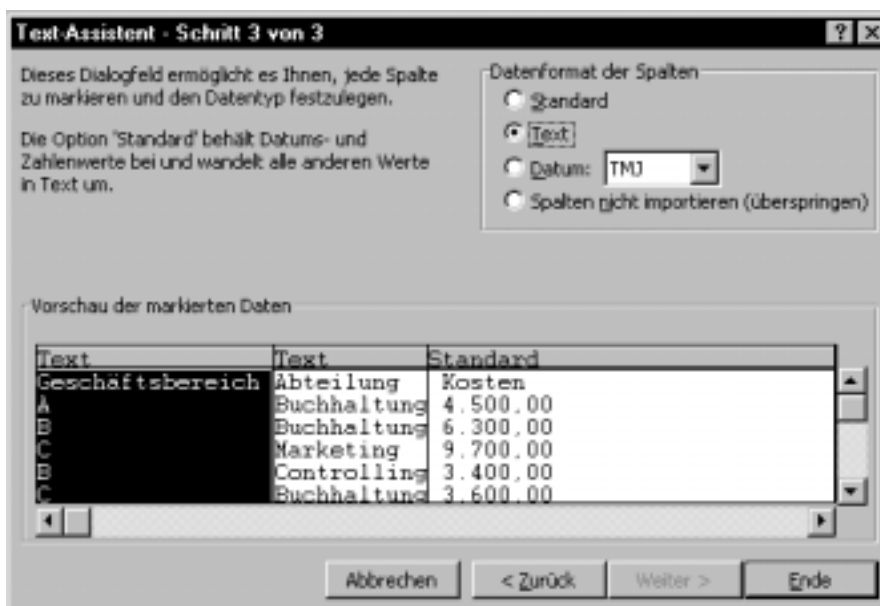 Text-Assistent - Schritt 3 von 3
Dieses Dialogfeld ermöglicht es Ihnen, jede Spalte
zu markieren und den Datentyp festzulegen.
Die Option 'Standard' behält Datums- und
Zahlenwerte bei und wandelt alle anderen Werte
in Text um.
Datenformat der Spalten
Standard
Text
Datum: TMJ
Spalten nicht importieren (überspringen)
Vorschau der markierten Daten
Text Text Standard
Geschäftsbereich Abteilung Kosten
A Buchhaltung 4.500,00
B Buchhaltung 6.300,00
C Marketing 9.700,00
B Controlling 3.400,00
C Buchhaltung 3.600,00
Abbrechen < Zurück Weiter > Ende